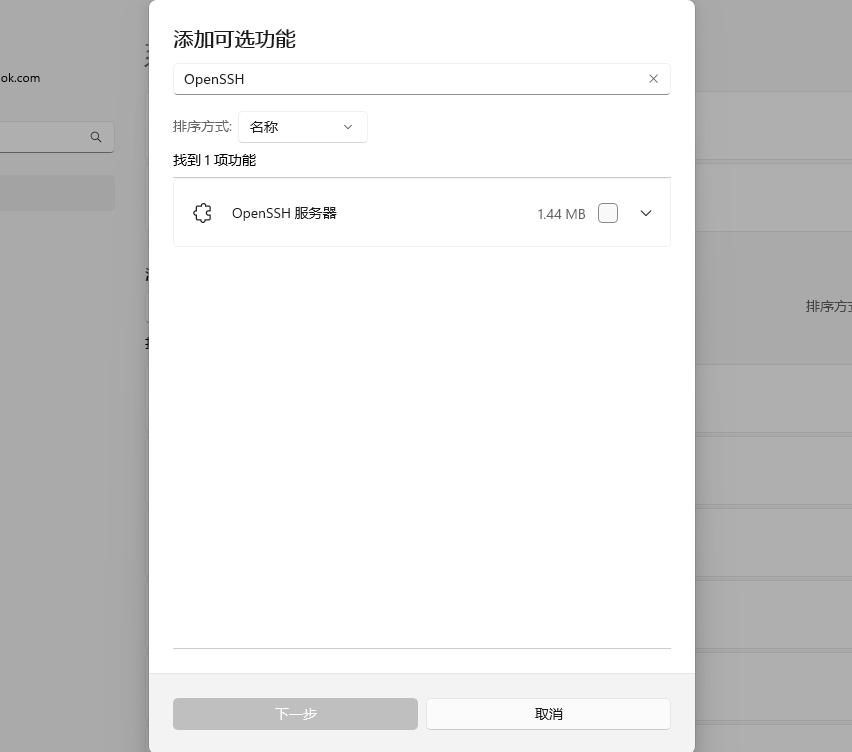 添加可选功能
ok.com
OpenSSH
排序方式: 名称
找到 1 项功能
OpenSSH 服务器 1.44 MB
排序方式
下一步 取消